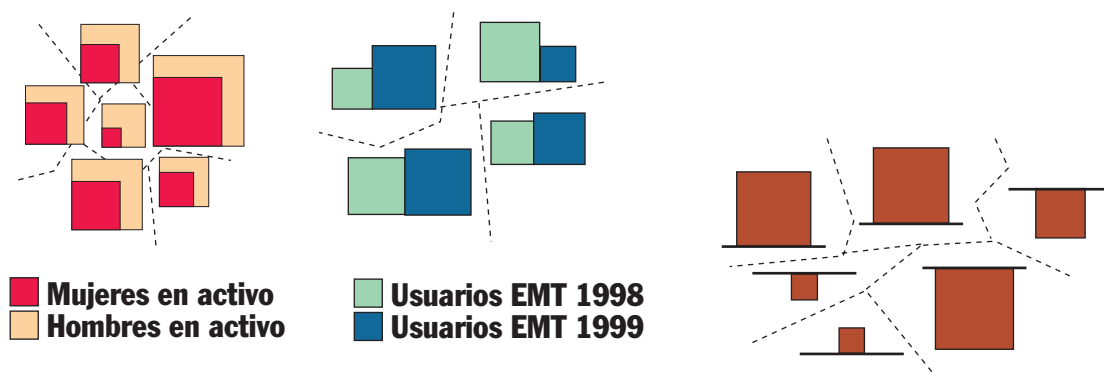 Mujeres en activo
Hombres en activo
Usuarios EMT 1998
Usuarios EMT 1999